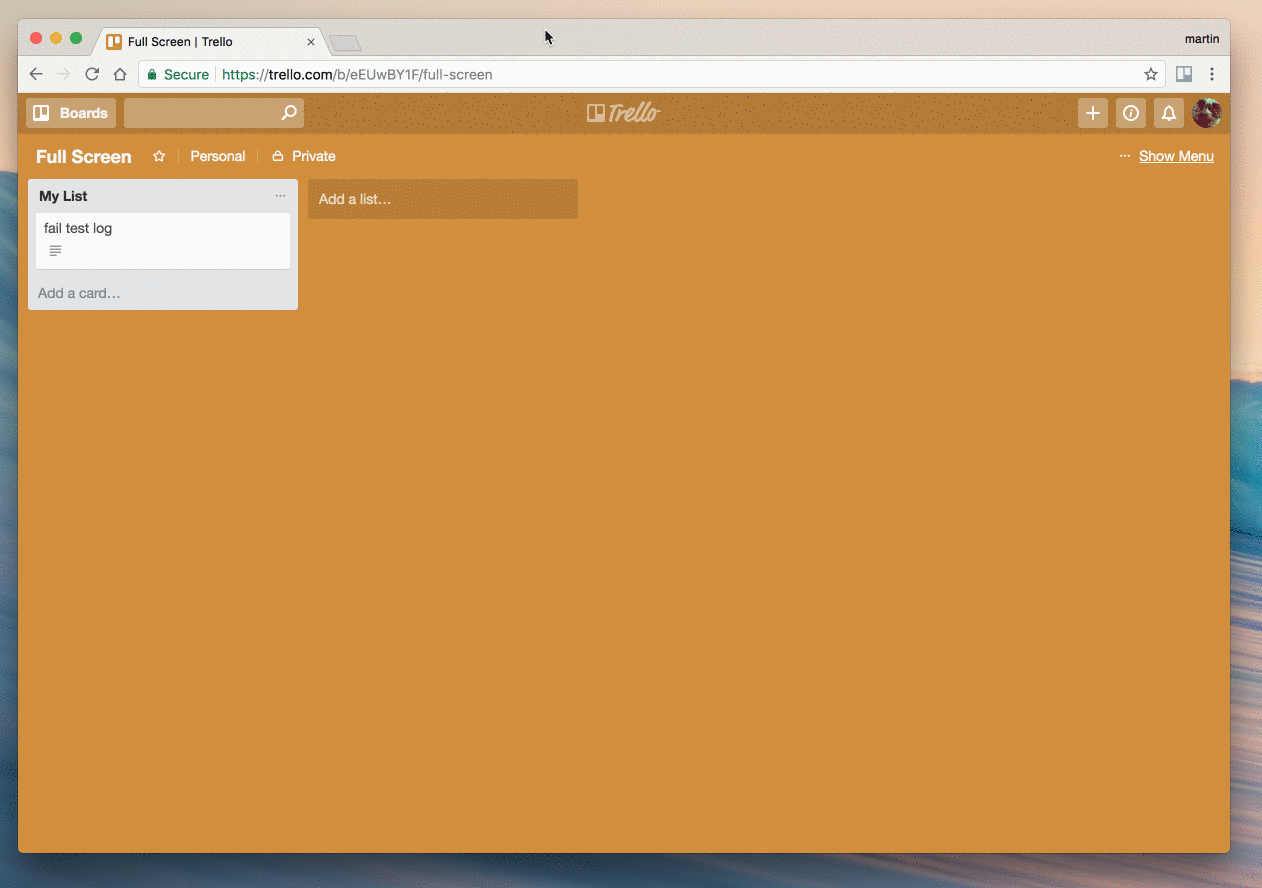 Full Screen | Trello
martin
Secure https://trello.com/b/eEUwBY1F/full-screen
Boards
Trello
Full Screen Personal Private ... Show Menu
My List ...
Add a list…
fail test log
Add a card…